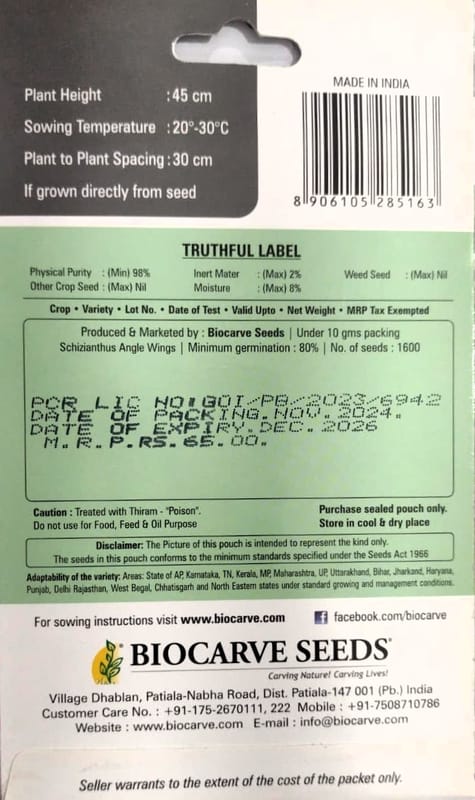 Plant Height : 45 cm
Sowing Temperature : 20°-30°C
Plant to Plant Spacing : 30 cm
If grown directly from seed
MADE IN INDIA
8 906105 285163
TRUTHFUL LABEL
Physical Purity : (Min) 98% Inert Mater : (Max) 2% Weed Seed : (Max) Nil
Other Crop Seed : (Max) Nil Moisture : (Max) 8%
Crop • Variety • Lot No. • Date of Test • Valid Upto • Net Weight • MRP Tax Exempted
Produced & Marketed by : Biocarve Seeds | Under 10 gms packing
Schizianthus Angle Wings | Minimum germination : 80% | No. of seeds : 1600
PCR LIC NO:GOI/PB/2023/6942
DATE OF PACKING.NOV. 2024.
DATE OF EXPIRY.DEC. 2026
M.R.P.RS.65.00.
Caution : Treated with Thiram - "Poison".
Do not use for Food, Feed & Oil Purpose
Purchase sealed pouch only.
Store in cool & dry place
Disclaimer: The Picture of this pouch is intended to represent the kind only.
The seeds in this pouch conforms to the minimum standards specified under the Seeds Act 1966
Adaptability of the variety: Areas: State of AP, Karnataka, TN, Kerala, MP, Maharashtra, UP, Uttarakhand, Bihar, Jharkand, Haryana,
Punjab, Delhi Rajasthan, West Begal, Chhatisgarh and North Eastern states under standard growing and management conditions.
For sowing instructions visit www.biocarve.com f facebook.com/biocarve
BIOCARVE SEEDS®
Carving Nature! Carving Lives!
Village Dhablan, Patiala-Nabha Road, Dist. Patiala-147 001 (Pb.) India
Customer Care No. : +91-175-2670111, 222 Mobile : +91-7508710786
Website : www.biocarve.com E-mail : info@biocarve.com
Seller warrants to the extent of the cost of the packet only.